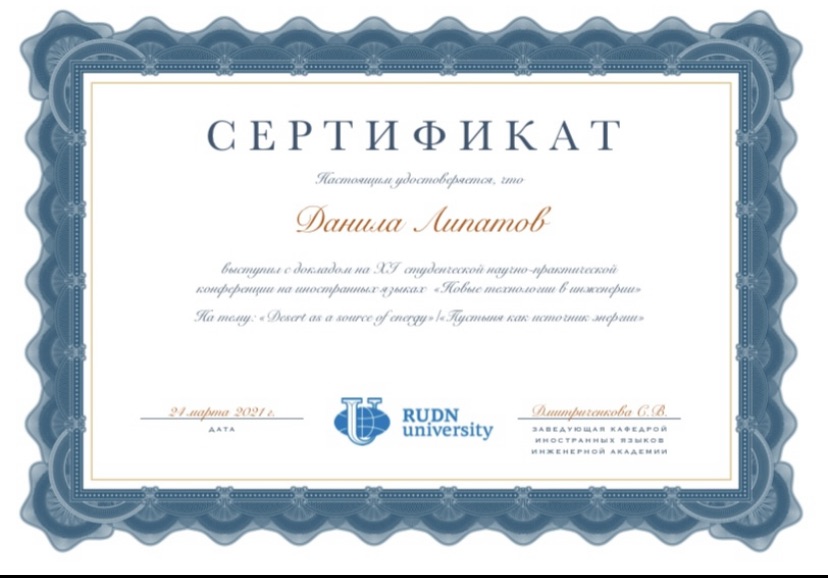 СЕРТИФИКАТ
Настоящим удостоверяется, что
Данила Липатов
выступил с докладом на XI студенческой научно-практической
конференции на иностранных языках «Новые технологии в инженерии»
На тему: «Desert as a source of energy»/«Пустыня как источник энергии»
24 марта 2021 г.
ДАТА
RUDN
university
Дмитриченкова С.В.
ЗАВЕДУЮЩАЯ КАФЕДРОЙ
ИНОСТРАННЫХ ЯЗЫКОВ
ИНЖЕНЕРНОЙ АКАДЕМИИ